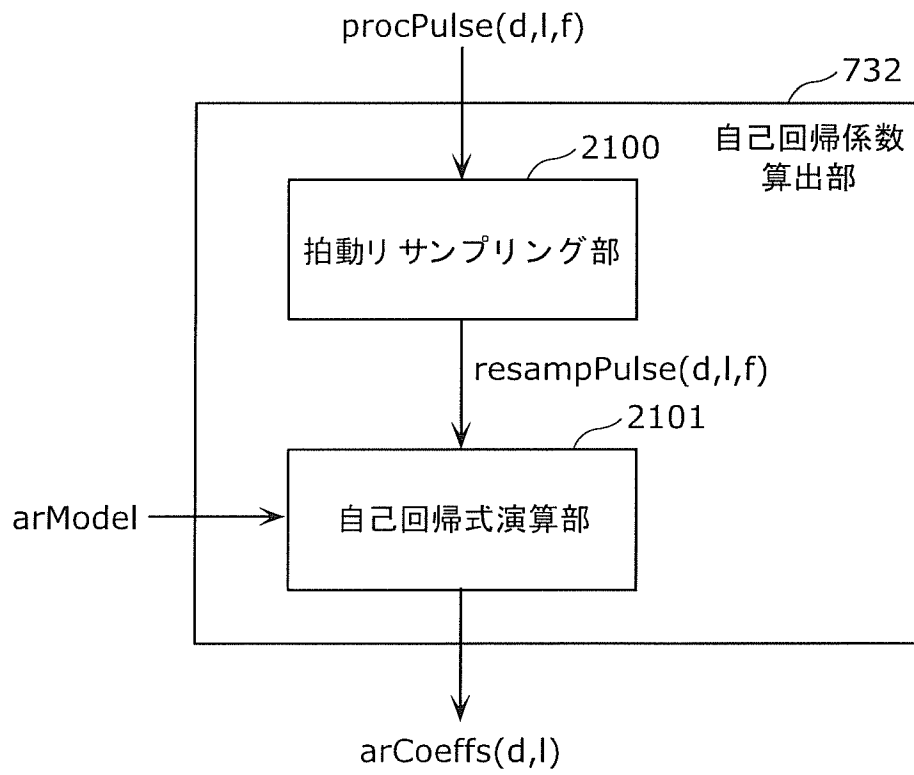 procPulse(d,l,f)
732
自己回帰係数
算出部
2100
拍動リサンプリング部
resampPulse(d,l,f)
2101
arModel
自己回帰式演算部
arCoeffs(d,l)